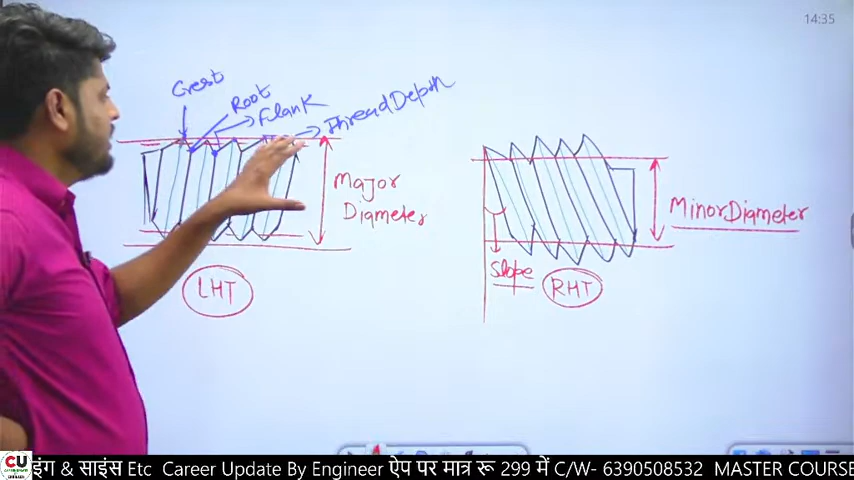 14:35
Crest
Root
Flank
Thread Depth
Major
Diameter
Minor Diameter
Slope
LHT
RHT
CU
इंग & साइंस Etc Career Update By Engineer ऐप पर मात्र रू 299 में C/W- 6390508532 MASTER COURSE